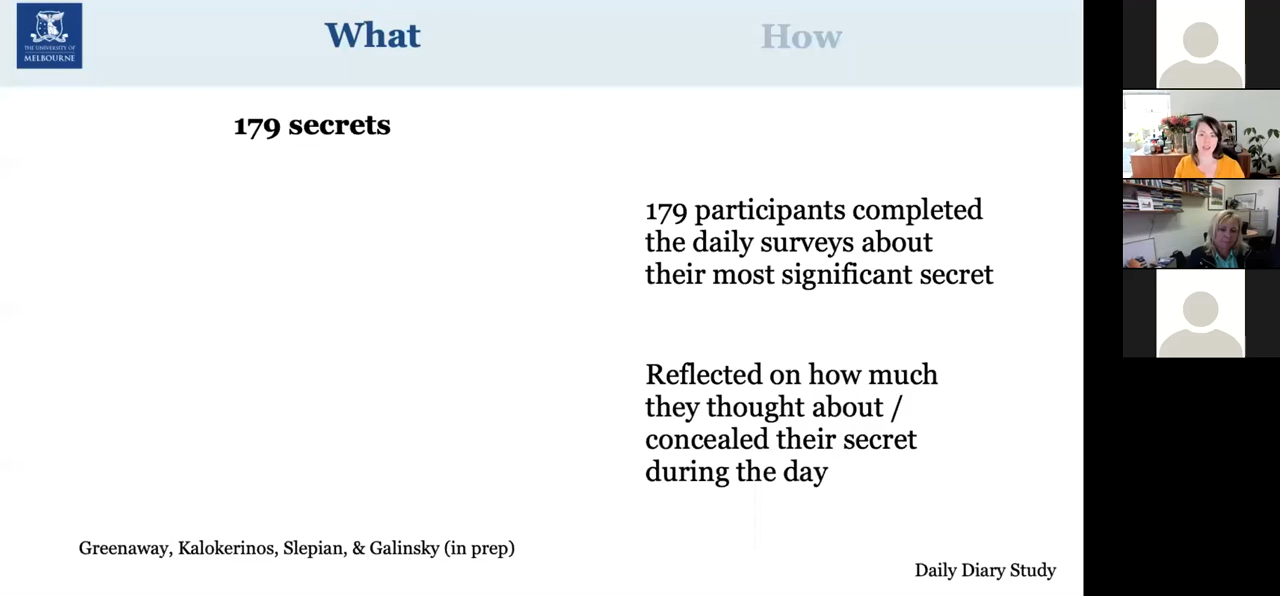 THE UNIVERSITY OF
MELBOURNE
What
How
179 secrets
179 participants completed
the daily surveys about
their most significant secret
Reflected on how much
they thought about /
concealed their secret
during the day
Greenaway, Kalokerinos, Slepian, & Galinsky (in prep)
Daily Diary Study